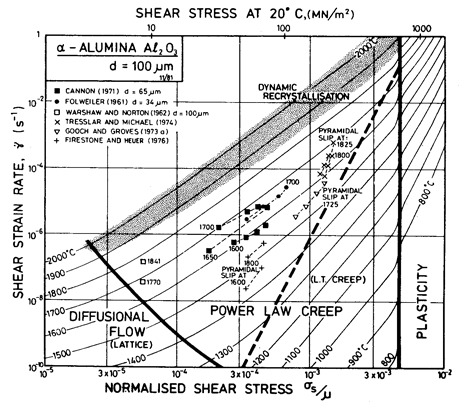 SHEAR STRESS AT 20°C, (MN/m²)
10 100 1000
α - ALUMINA Al₂O₃
d = 100 μm
11/81
■ CANNON (1971) d = 65 μm
● FOLWEILER (1961) d = 34 μm
□ WARSHAW AND NORTON (1962) d = 100 μm
× TRESSLAR AND MICHAEL (1974)
▽ GOOCH AND GROVES (1973 a)
+ FIRESTONE AND HEUER (1976)
2000°C
DYNAMIC
RECRYSTALLISATION
PYRAMIDAL
SLIP AT:
1825
1800
1700
PYRAMIDAL
SLIP AT
1725
800°C
1700
1650
1600
1800
PYRAMIDAL
SLIP AT
1600
1841
1770
2000°C
1900
1800
1700
1600
1500
1400
1300
1200
1100
1000
900°C
800
DIFFUSIONAL
FLOW
(LATTICE)
POWER LAW CREEP
(L.T. CREEP)
PLASTICITY
SHEAR STRAIN RATE, γ̇ (s⁻¹)
1
10⁻²
10⁻⁴
10⁻⁶
10⁻⁸
10⁻¹⁰
3×10⁻⁵ 10⁻⁴ 3×10⁻⁴ 10⁻³ 3×10⁻³ 10⁻²
NORMALISED SHEAR STRESS σs/μ